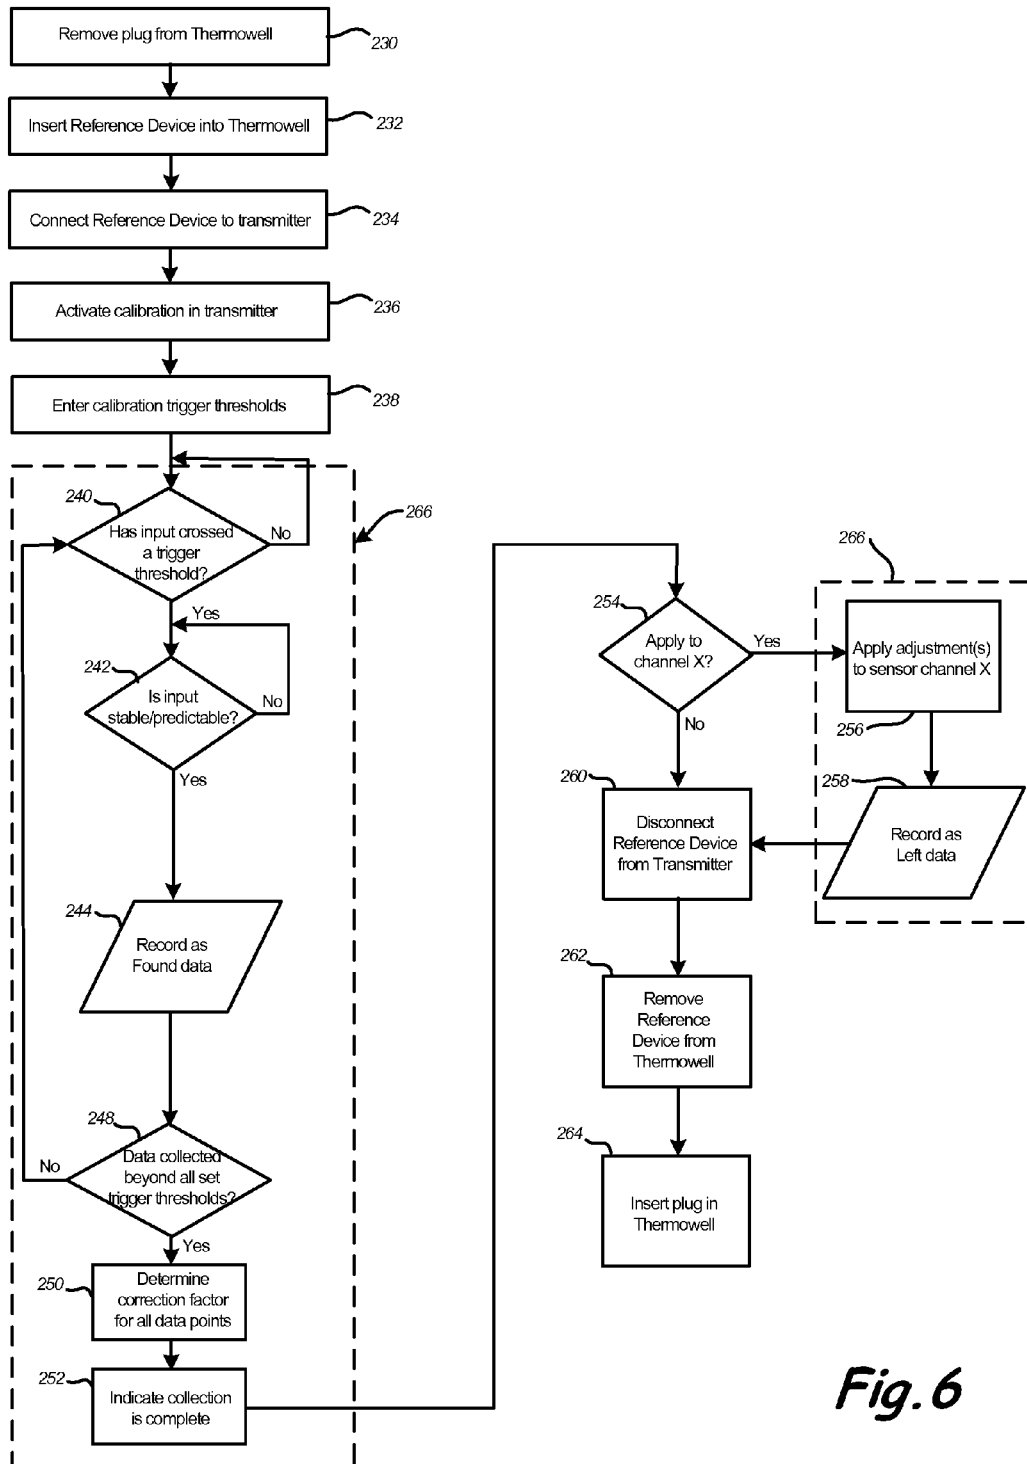 Remove plug from Thermowell
230
Insert Reference Device into Thermowell
232
Connect Reference Device to transmitter
234
Activate calibration in transmitter
236
Enter calibration trigger thresholds
238
240
Has input crossed
a trigger
threshold?
No
266
Yes
242
Is input
stable/predictable?
No
Yes
244
Record as
Found data
248
Data collected
beyond all set
trigger thresholds?
No
Yes
250
Determine
correction factor
for all data points
252
Indicate collection
is complete
254
Apply to
channel X?
Yes
No
266
Apply adjustment(s)
to sensor channel X
256
258
Record as
Left data
260
Disconnect
Reference Device
from Transmitter
262
Remove
Reference
Device from
Thermowell
264
Insert plug in
Thermowell
Fig. 6